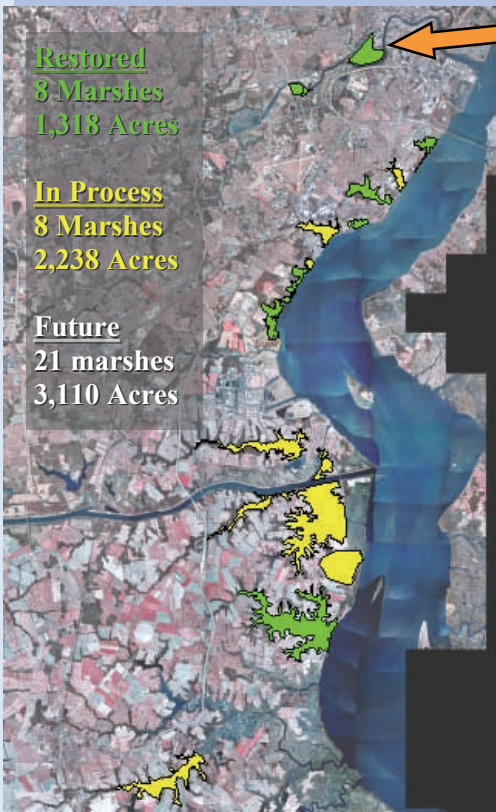 Restored
8 Marshes
1,318 Acres
In Process
8 Marshes
2,238 Acres
Future
21 marshes
3,110 Acres